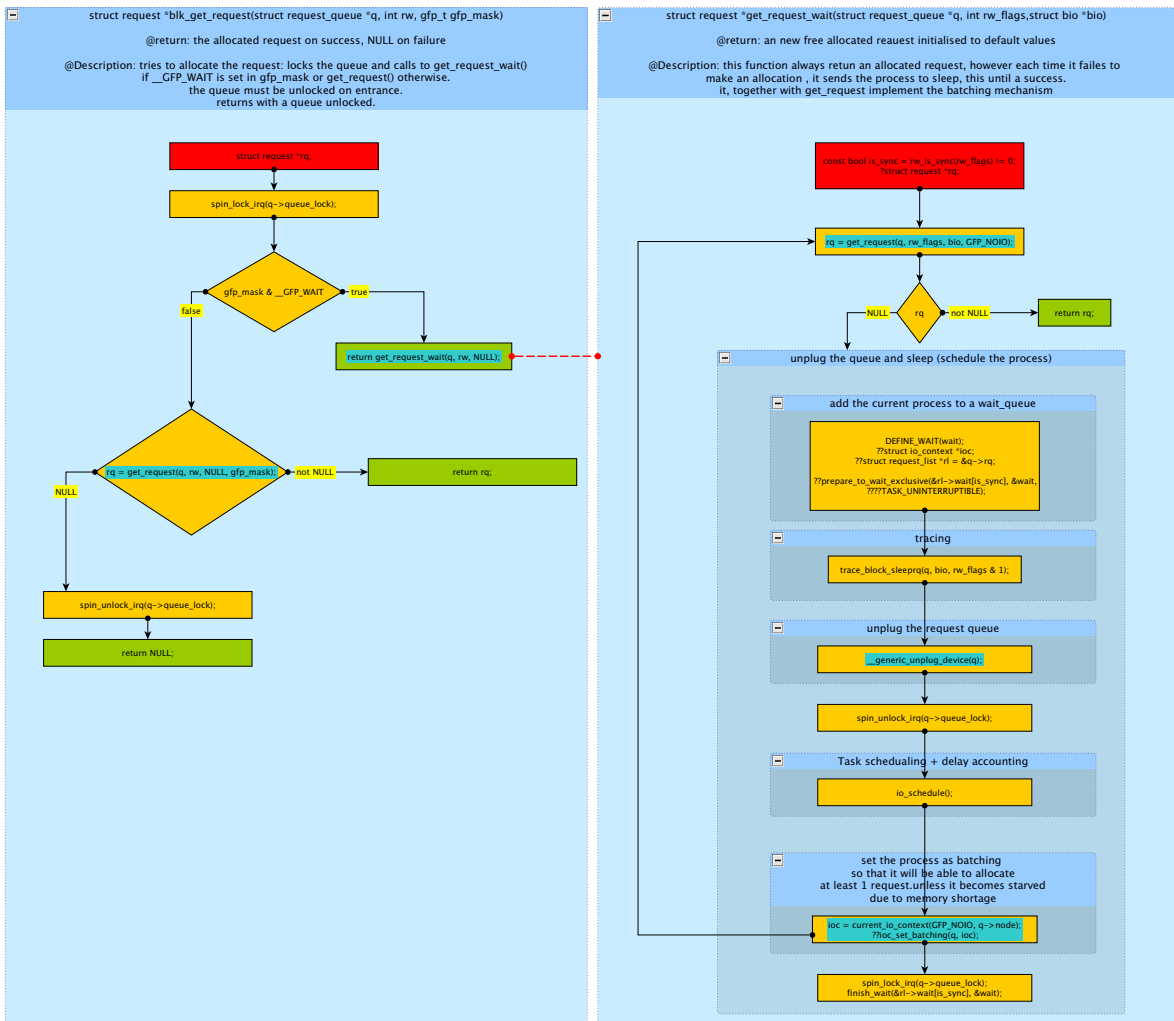 struct request *blk_get_request(struct request_queue *q, int rw, gfp_t gfp_mask)
@return: the allocated request on success, NULL on failure
@Description: tries to allocate the request: locks the queue and calls to get_request_wait()
if __GFP_WAIT is set in gfp_mask or get_request() otherwise.
the queue must be unlocked on entrance.
returns with a queue unlocked.
struct request *rq;
spin_lock_irq(q->queue_lock);
gfp_mask & __GFP_WAIT
true
false
return get_request_wait(q, rw, NULL);
rq = get_request(q, rw, NULL, gfp_mask);
not NULL
return rq;
NULL
spin_unlock_irq(q->queue_lock);
return NULL;
struct request *get_request_wait(struct request_queue *q, int rw_flags,struct bio *bio)
@return: an new free allocated reauest initialised to default values
@Description: this function always retun an allocated request, however each time it failes to
make an allocation , it sends the process to sleep, this until a success.
it, together with get_request implement the batching mechanism
const bool is_sync = rw_is_sync(rw_flags) != 0;
?struct request *rq;
rq = get_request(q, rw_flags, bio, GFP_NOIO);
rq
NULL
not NULL
return rq;
unplug the queue and sleep (schedule the process)
add the current process to a wait_queue
DEFINE_WAIT(wait);
??struct io_context *ioc;
??struct request_list *rl = &q->rq;
??prepare_to_wait_exclusive(&rl->wait[is_sync], &wait,
????TASK_UNINTERRUPTIBLE);
tracing
trace_block_sleeprq(q, bio, rw_flags & 1);
unplug the request queue
__generic_unplug_device(q);
spin_unlock_irq(q->queue_lock);
Task schedualing + delay accounting
io_schedule();
set the process as batching
so that it will be able to allocate
at least 1 request.unless it becomes starved
due to memory shortage
ioc = current_io_context(GFP_NOIO, q->node);
??ioc_set_batching(q, ioc);
spin_lock_irq(q->queue_lock);
finish_wait(&rl->wait[is_sync], &wait);